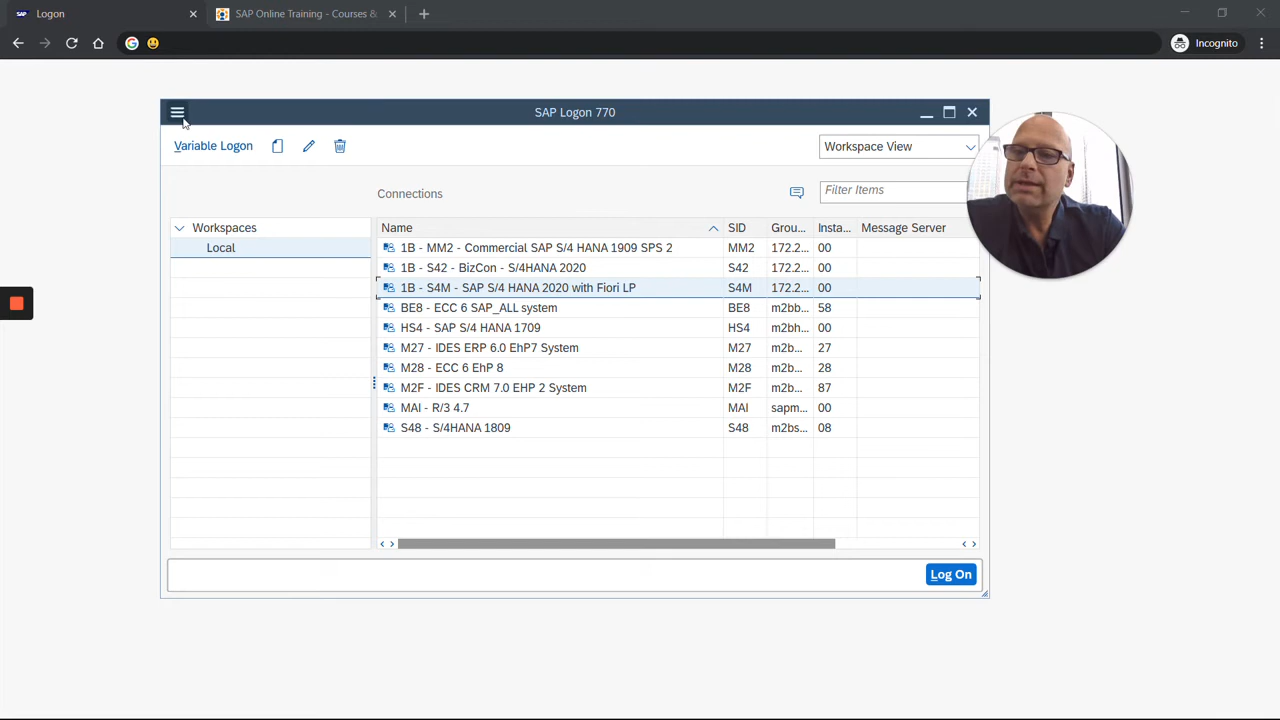 Logon
SAP Online Training - Courses &
Incognito
SAP Logon 770
Variable Logon
Workspace View
Connections
Filter Items
Workspaces
Name SID Grou... Insta... Message Server
Local
1B - MM2 - Commercial SAP S/4 HANA 1909 SPS 2 MM2 172.2... 00
1B - S42 - BizCon - S/4HANA 2020 S42 172.2... 00
1B - S4M - SAP S/4 HANA 2020 with Fiori LP S4M 172.2... 00
BE8 - ECC 6 SAP_ALL system BE8 m2bb... 58
HS4 - SAP S/4 HANA 1709 HS4 m2bh... 00
M27 - IDES ERP 6.0 EhP7 System M27 m2b... 27
M28 - ECC 6 EhP 8 M28 m2b... 28
M2F - IDES CRM 7.0 EHP 2 System M2F m2b... 87
MAI - R/3 4.7 MAI sapm... 00
S48 - S/4HANA 1809 S48 m2bs... 08
Log On